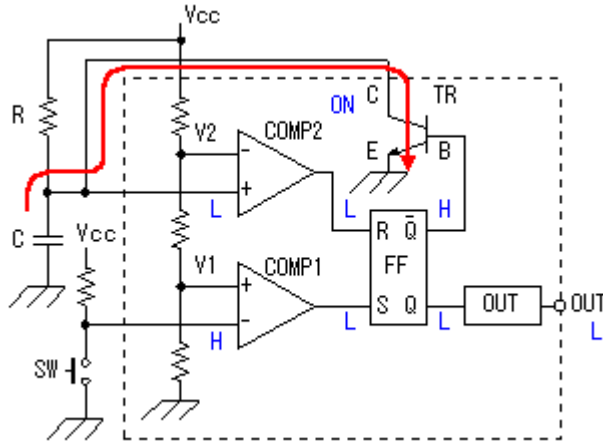 Vcc
C TR
R
ON
V2 COMP2
E B
- 
+
L L H
C Vcc
R Q̅
V1 COMP1
FF
+
S Q OUT OUT
-
H L L L
SW